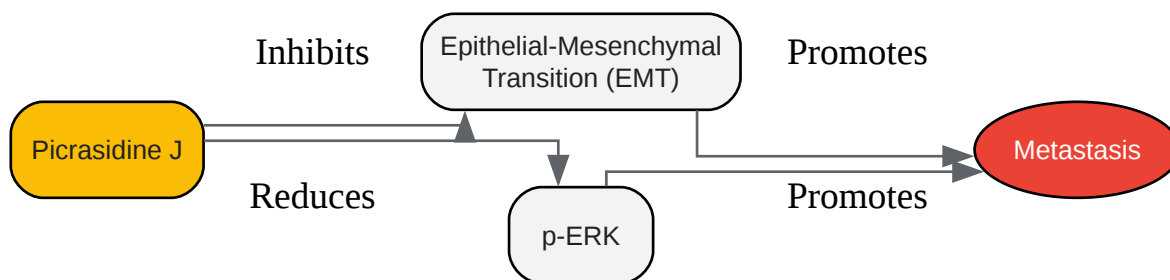 Inhibits
Epithelial-Mesenchymal
Transition (EMT)
Promotes
Picrasidine J
Metastasis
Reduces
p-ERK
Promotes